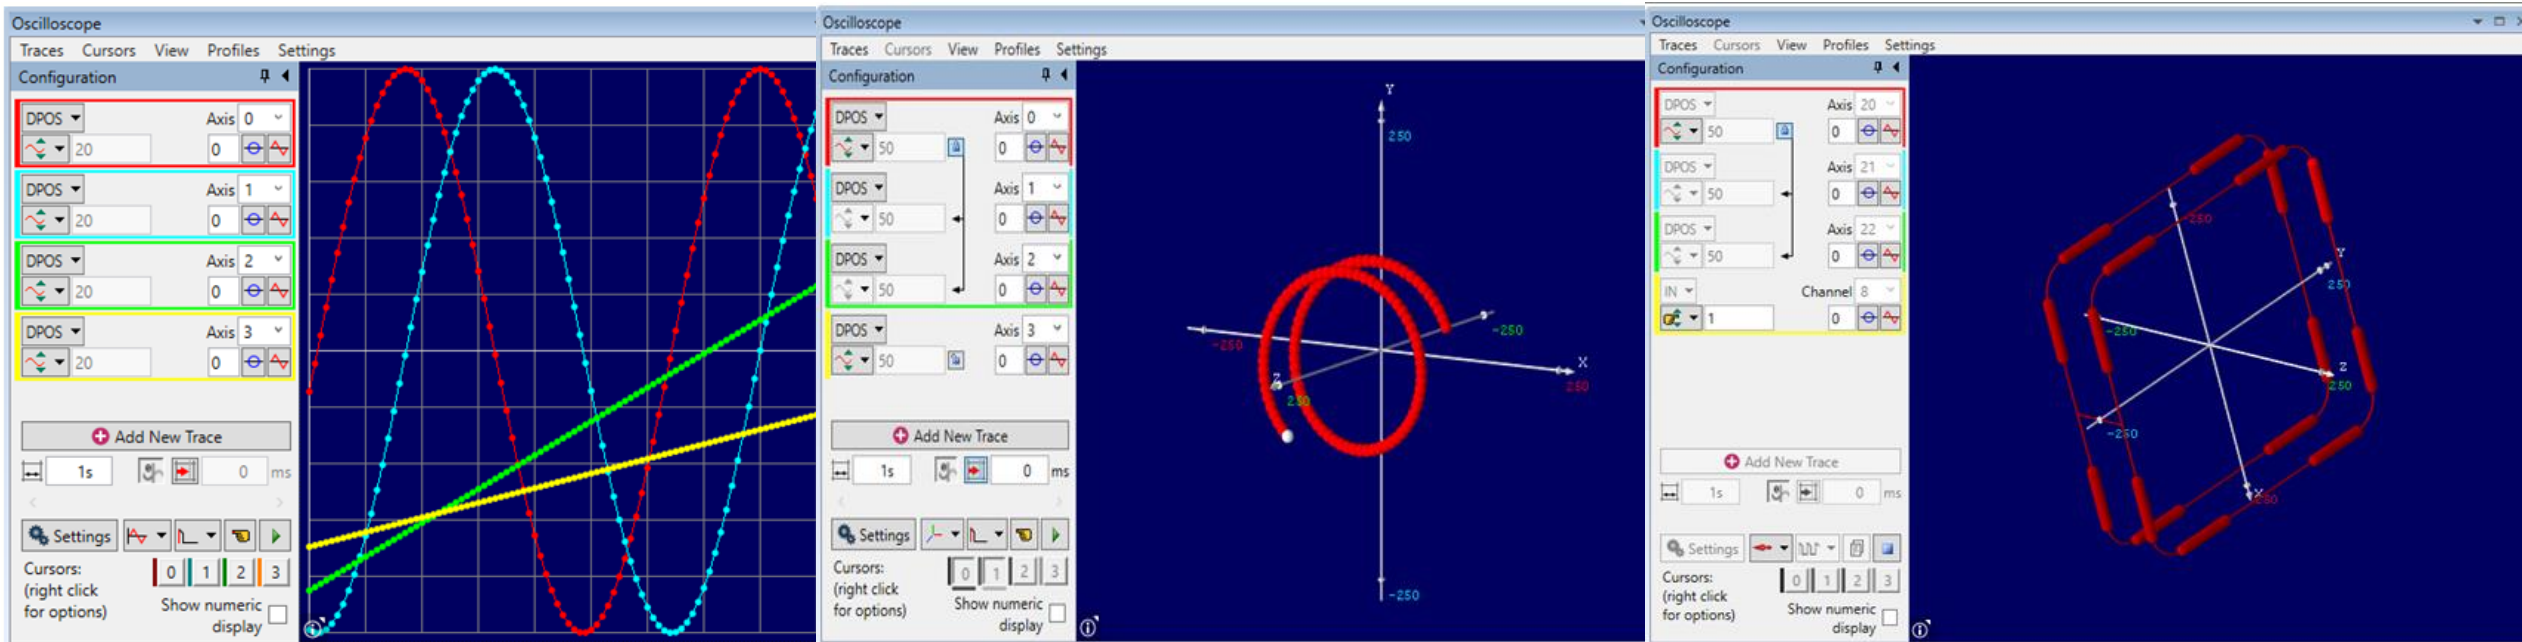 Oscilloscope
Traces Cursors View Profiles Settings
Configuration
DPOS Axis 0
20 0
DPOS Axis 1
20 0
DPOS Axis 2
20 0
DPOS Axis 3
20 0
Add New Trace
1s 0 ms
Settings
Cursors: 0 1 2 3
(right click
for options)
Show numeric
display
Oscilloscope
Traces Cursors View Profiles Settings
Configuration
DPOS Axis 0
50 0
DPOS Axis 1
50 0
DPOS Axis 2
50 0
DPOS Axis 3
50 0
Add New Trace
1s 0 ms
Settings
Cursors: 0 1 2 3
(right click
for options)
Show numeric
display
Y
250
-250
-250
X
250
Z
250
-250
Oscilloscope
Traces Cursors View Profiles Settings
Configuration
DPOS Axis 20
50 0
DPOS Axis 21
50 0
DPOS Axis 22
50 0
IN Channel 8
1 0
Add New Trace
1s 0 ms
Settings
Cursors: 0 1 2 3
(right click
for options)
Show numeric
display
-250
Y
250
-250
Z
250
-250
X
250